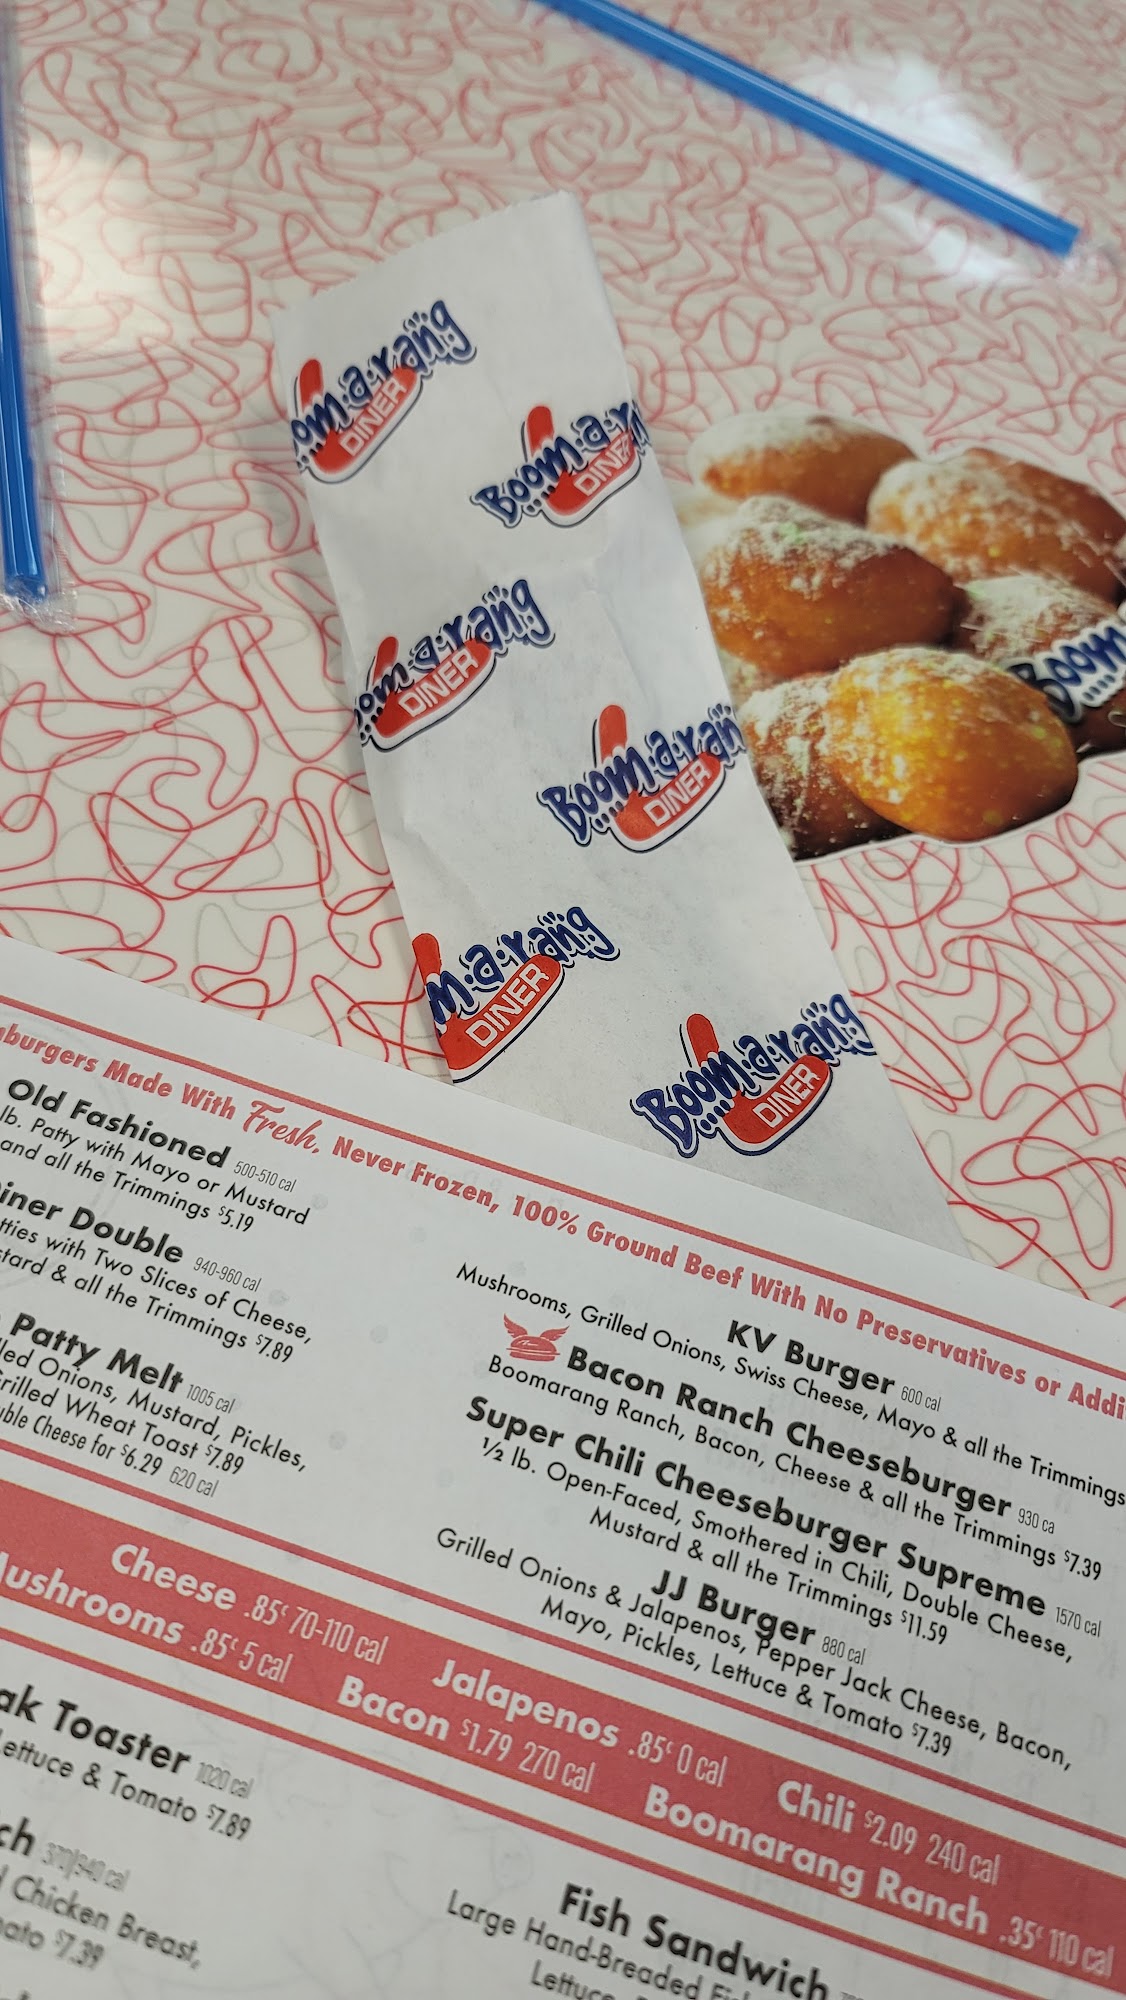 Boom·a·rang
DINER
Boom·a·rang
DINER
Boom·a·rang
DINER
Boom·a·rang
DINER
Boom
m·a·rang
DINER
Boom·a·rang
DINER
burgers Made With Fresh, Never Frozen, 100% Ground Beef With No Preservatives or Addi
Old Fashioned 500-510 cal
lb. Patty with Mayo or Mustard
and all the Trimmings $5.19
iner Double 940-960 cal
tties with Two Slices of Cheese,
tard & all the Trimmings $7.89
Patty Melt 1005 cal
led Onions, Mustard, Pickles,
rilled Wheat Toast $7.89
uble Cheese for $6.29 620 cal
KV Burger 600 cal
Mushrooms, Grilled Onions, Swiss Cheese, Mayo & all the Trimmings
Bacon Ranch Cheeseburger 930 ca
Boomarang Ranch, Bacon, Cheese & all the Trimmings $7.39
Super Chili Cheeseburger Supreme 1570 cal
½ lb. Open-Faced, Smothered in Chili, Double Cheese,
Mustard & all the Trimmings $11.59
JJ Burger 880 cal
Grilled Onions & Jalapenos, Pepper Jack Cheese, Bacon,
Mayo, Pickles, Lettuce & Tomato $7.39
Cheese .85¢ 70-110 cal Jalapenos .85¢ 0 cal Chili $2.09 240 cal
Mushrooms .85¢ 5 cal Bacon $1.79 270 cal Boomarang Ranch .35¢ 110 cal
ak Toaster 1020 cal
Lettuce & Tomato $7.89
ch 370/940 cal
Chicken Breast,
ato $7.39
Fish Sandwich
Large Hand-Breaded Fi
Lettuce,